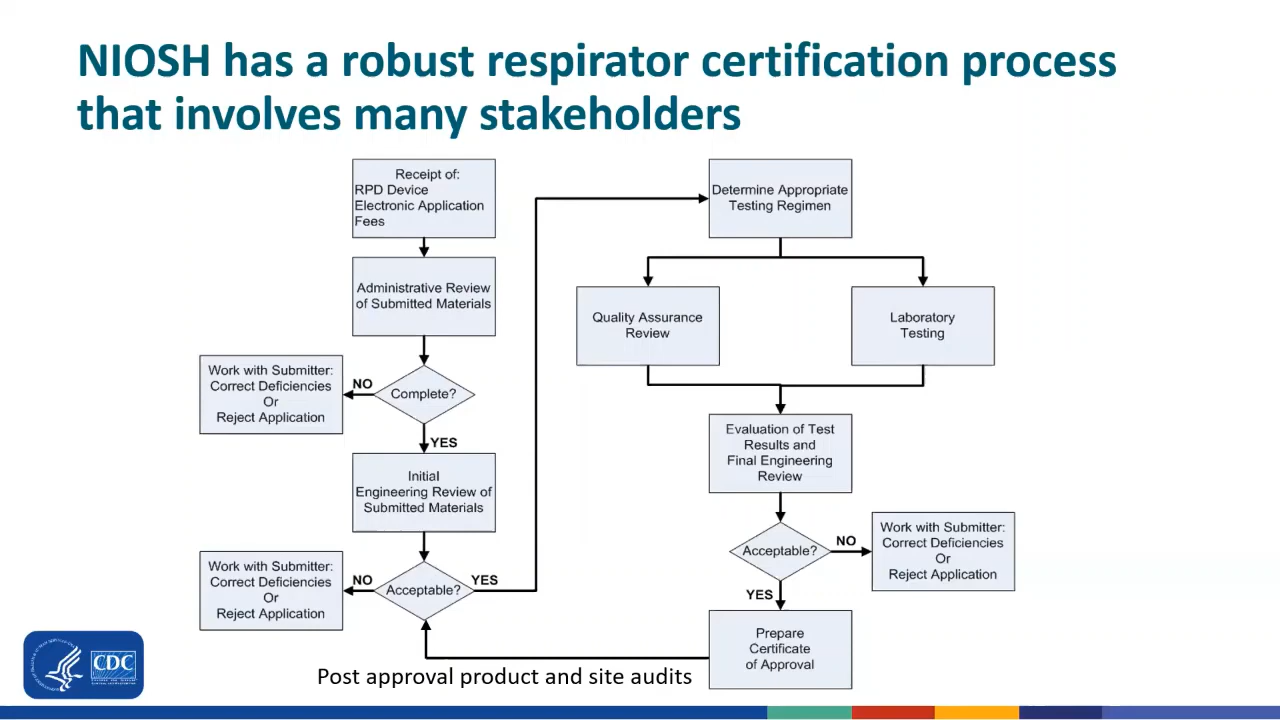 NIOSH has a robust respirator certification process
that involves many stakeholders
Receipt of:
RPD Device
Electronic Application
Fees
Administrative Review
of Submitted Materials
Complete?
NO
Work with Submitter:
Correct Deficiencies
Or
Reject Application
YES
Initial
Engineering Review of
Submitted Materials
Acceptable?
NO
Work with Submitter:
Correct Deficiencies
Or
Reject Application
YES
Determine Appropriate
Testing Regimen
Quality Assurance
Review
Laboratory
Testing
Evaluation of Test
Results and
Final Engineering
Review
Acceptable?
NO
Work with Submitter:
Correct Deficiencies
Or
Reject Application
YES
Prepare
Certificate
of Approval
Post approval product and site audits
CDC